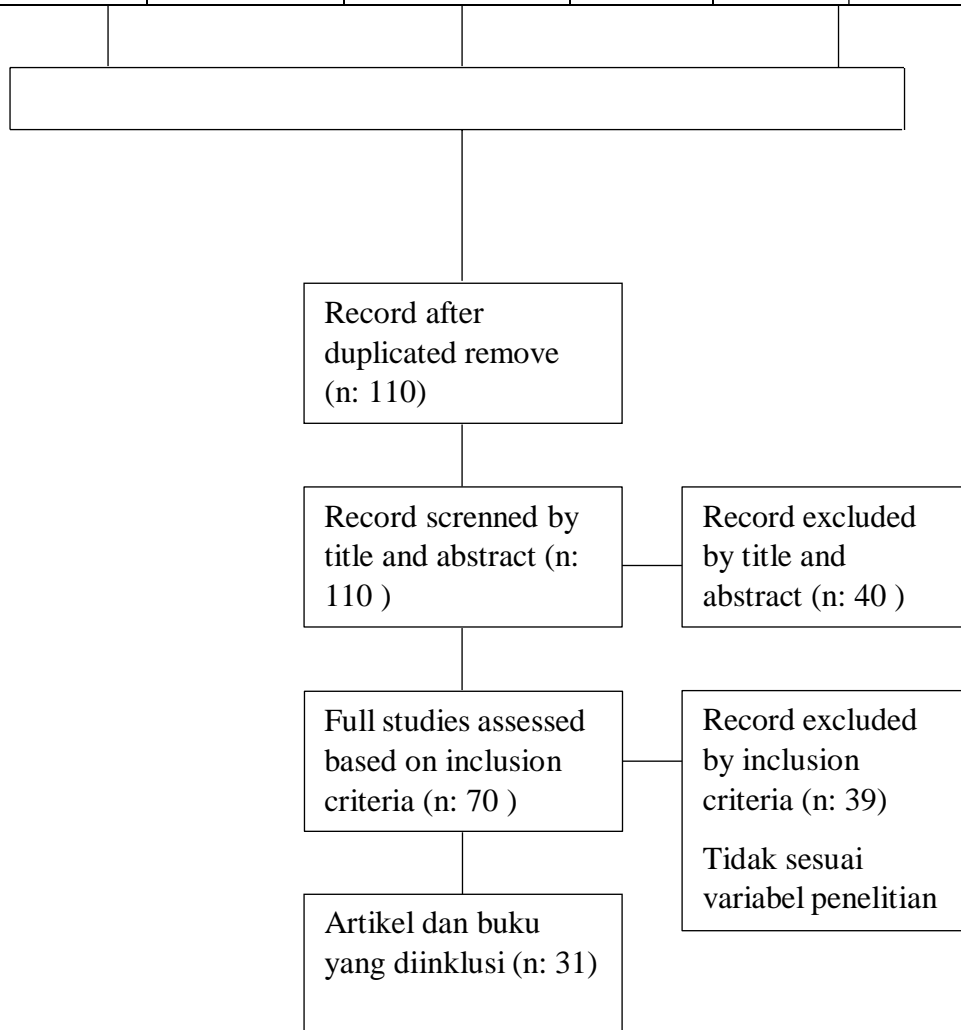 Record after
duplicated remove
(n: 110)
Record screnned by
title and abstract (n:
110 )
Record excluded
by title and
abstract (n: 40 )
Full studies assessed
based on inclusion
criteria (n: 70 )
Record excluded
by inclusion
criteria (n: 39)
Tidak sesuai
variabel penelitian
Artikel dan buku
yang diinklusi (n: 31)